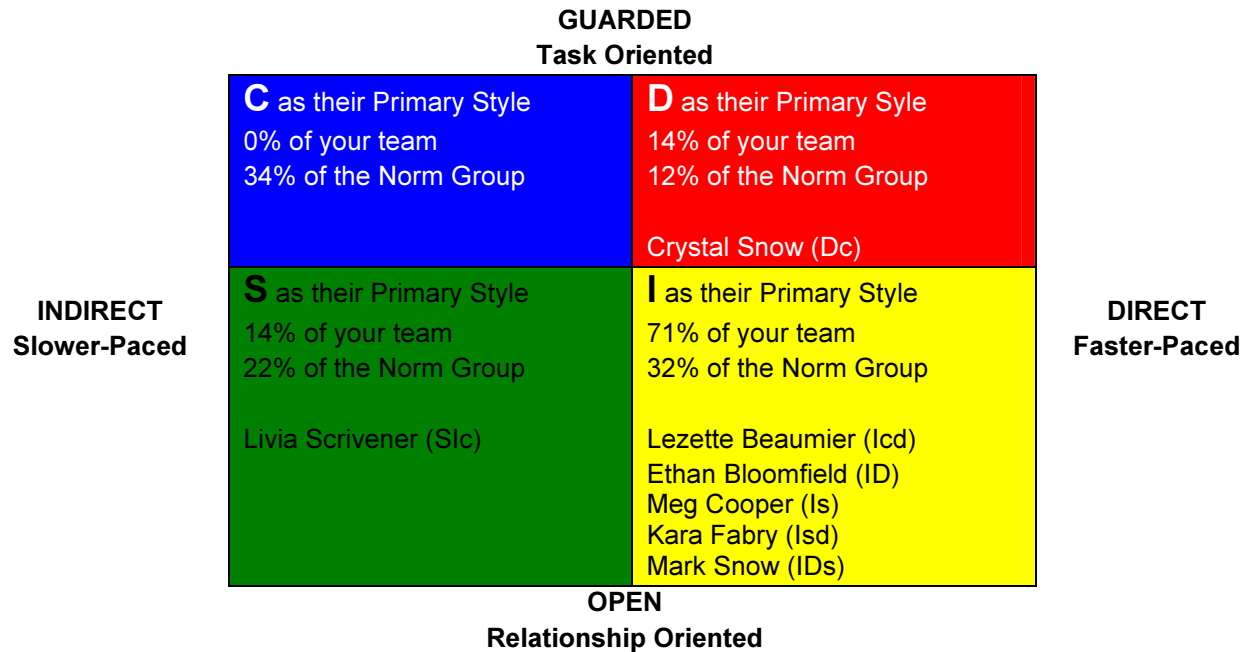 GUARDED
Task Oriented
C as their Primary Style
0% of your team
34% of the Norm Group
D as their Primary Syle
14% of your team
12% of the Norm Group
Crystal Snow (Dc)
INDIRECT
Slower-Paced
S as their Primary Style
14% of your team
22% of the Norm Group
Livia Scrivener (SIc)
I as their Primary Style
71% of your team
32% of the Norm Group
Lezette Beaumier (Icd)
Ethan Bloomfield (ID)
Meg Cooper (Is)
Kara Fabry (Isd)
Mark Snow (IDs)
DIRECT
Faster-Paced
OPEN
Relationship Oriented